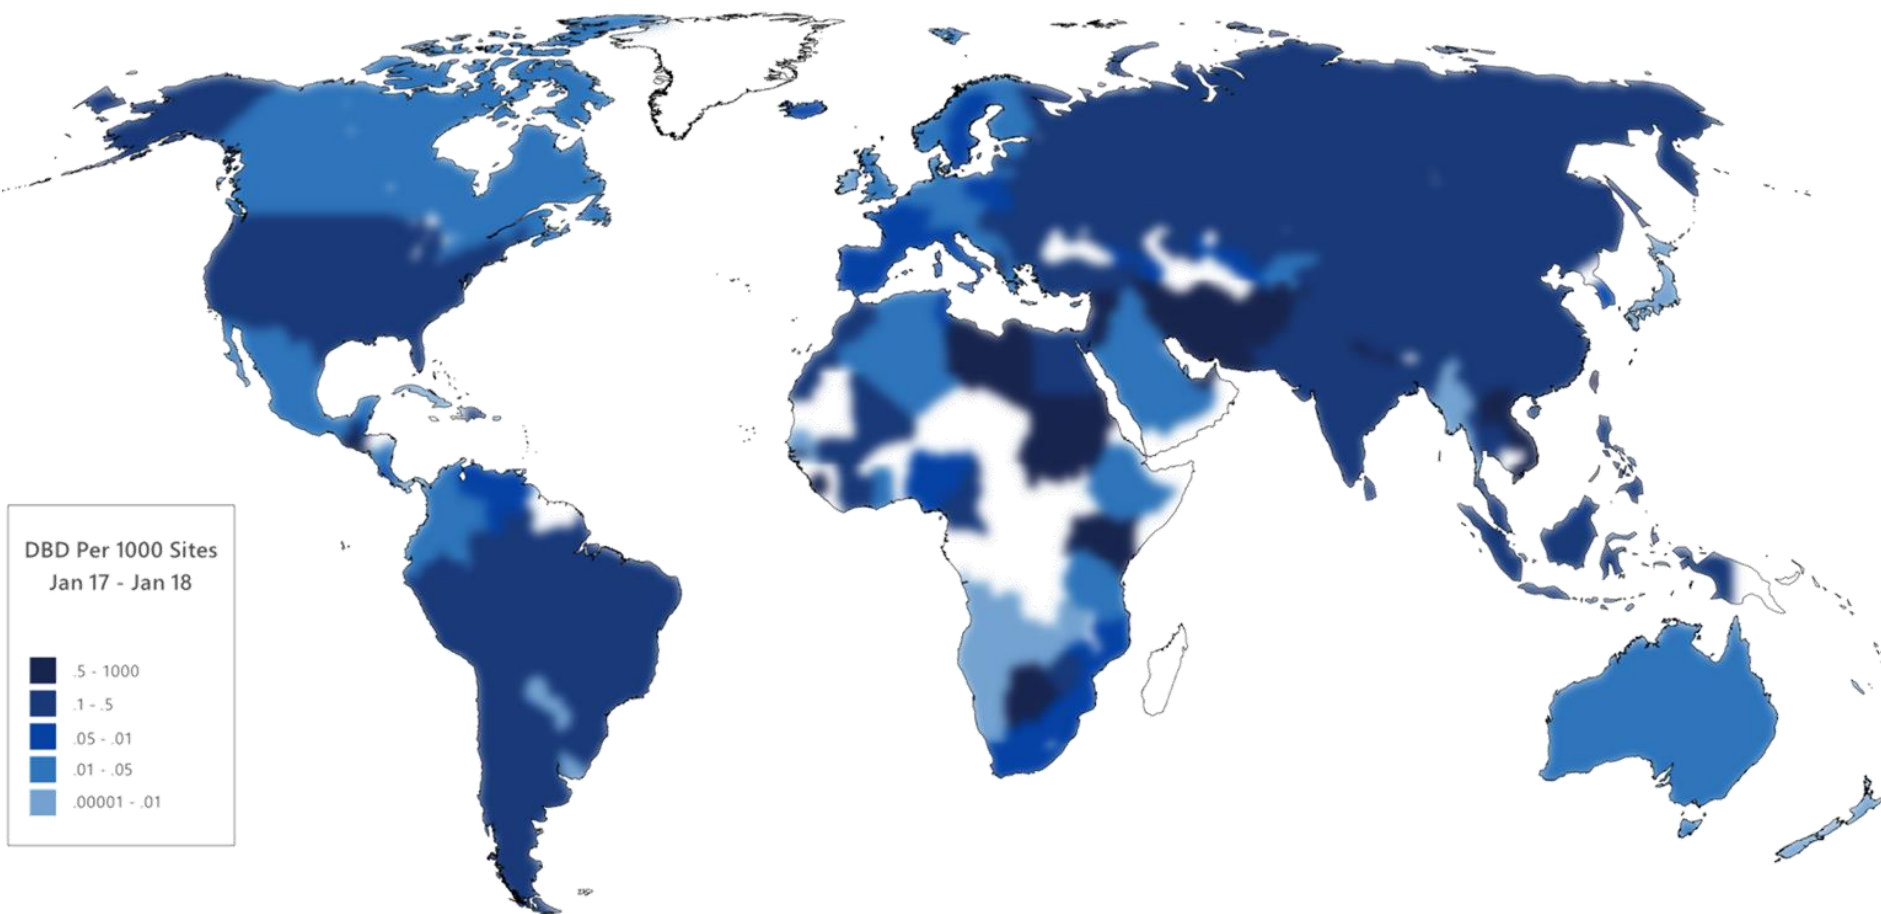 DBD Per 1000 Sites
Jan 17 - Jan 18
.5 - 1000
.1 - .5
.05 - .01
.01 - .05
.00001 - .01